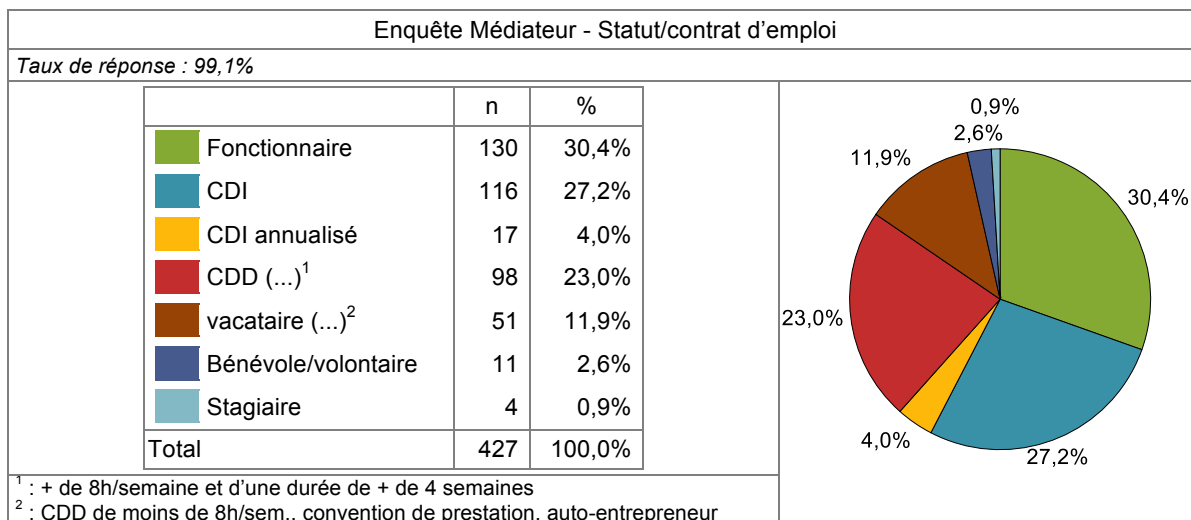 Enquête Médiateur - Statut/contrat d’emploi
Taux de réponse : 99,1%
n %
Fonctionnaire 130 30,4%
CDI 116 27,2%
CDI annualisé 17 4,0%
CDD (...)1 98 23,0%
vacataire (...)2 51 11,9%
Bénévole/volontaire 11 2,6%
Stagiaire 4 0,9%
Total 427 100,0%
0,9%
2,6%
11,9%
30,4%
23,0%
4,0%
27,2%
1 : + de 8h/semaine et d’une durée de + de 4 semaines
2 : CDD de moins de 8h/sem., convention de prestation, auto-entrepreneur